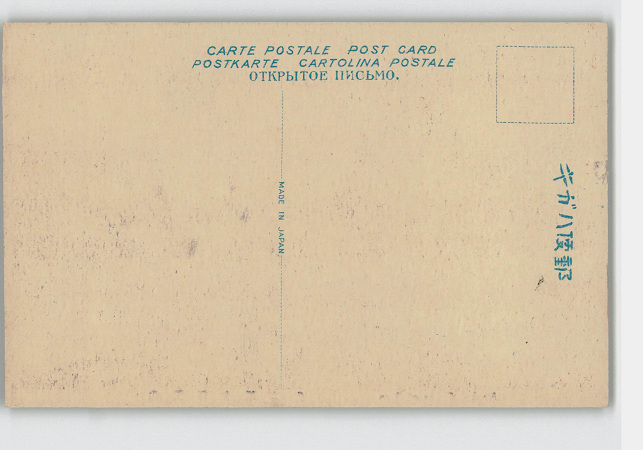 CARTE POSTALE POST CARD
POSTKARTE CARTOLINA POSTALE
ОТКРЫТОЕ ПИСЬМО.
MADE IN JAPAN
キガハ便郵